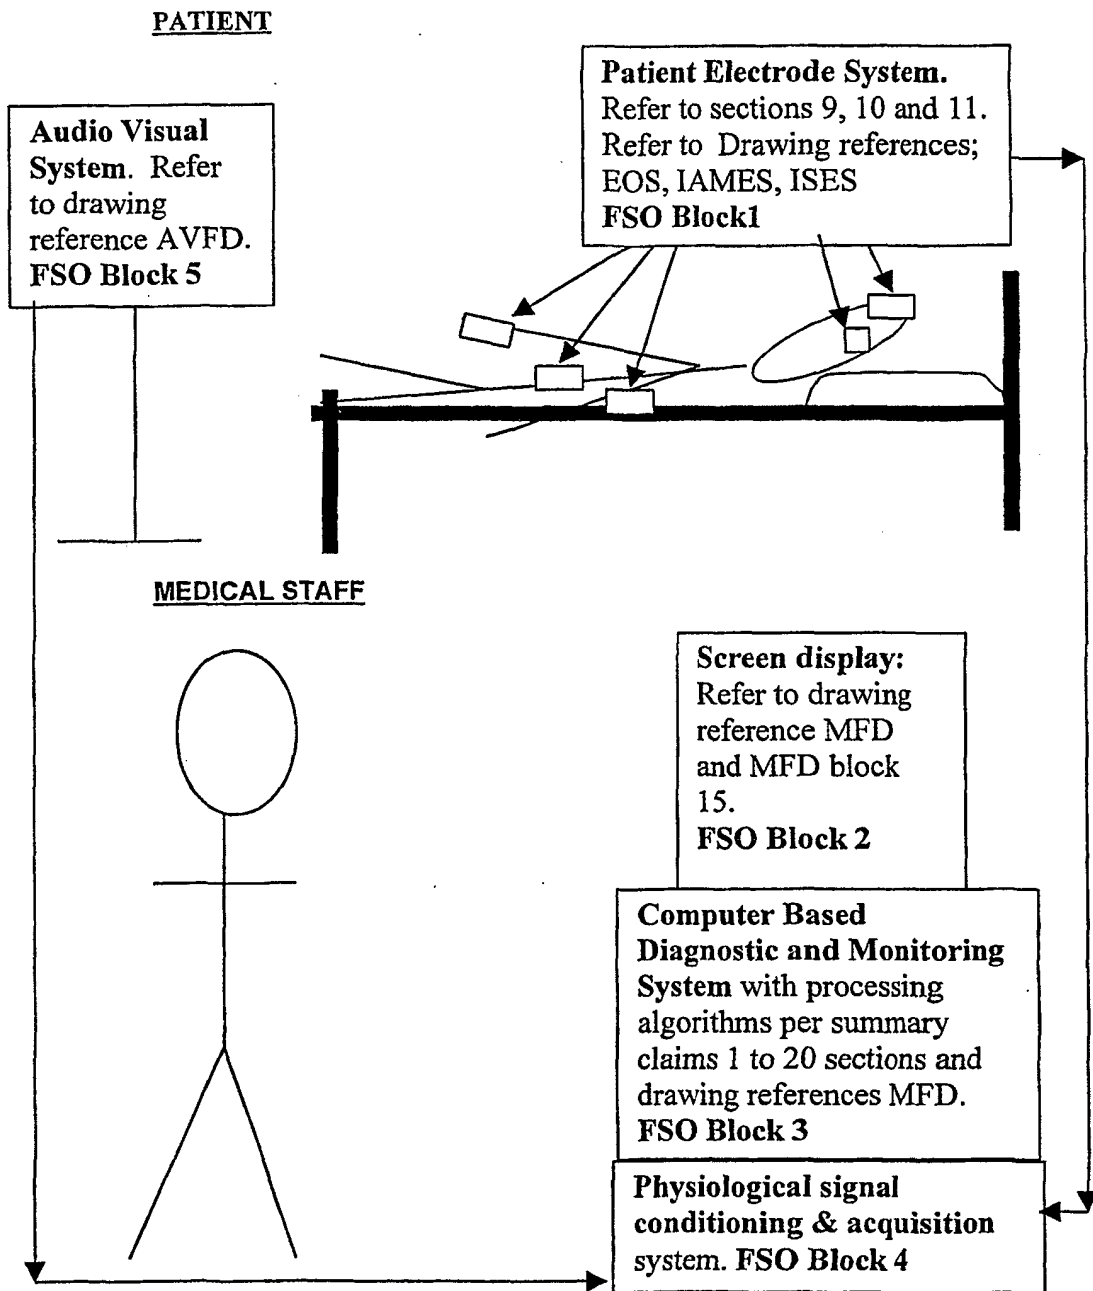 PATIENT
Patient Electrode System.
Refer to sections 9, 10 and 11.
Refer to Drawing references;
EOS, IAMES, ISES
FSO Block1
Audio Visual
System. Refer
to drawing
reference AVFD.
FSO Block 5
MEDICAL STAFF
Screen display:
Refer to drawing
reference MFD
and MFD block
15.
FSO Block 2
Computer Based
Diagnostic and Monitoring
System with processing
algorithms per summary
claims 1 to 20 sections and
drawing references MFD.
FSO Block 3
Physiological signal
conditioning & acquisition
system. FSO Block 4